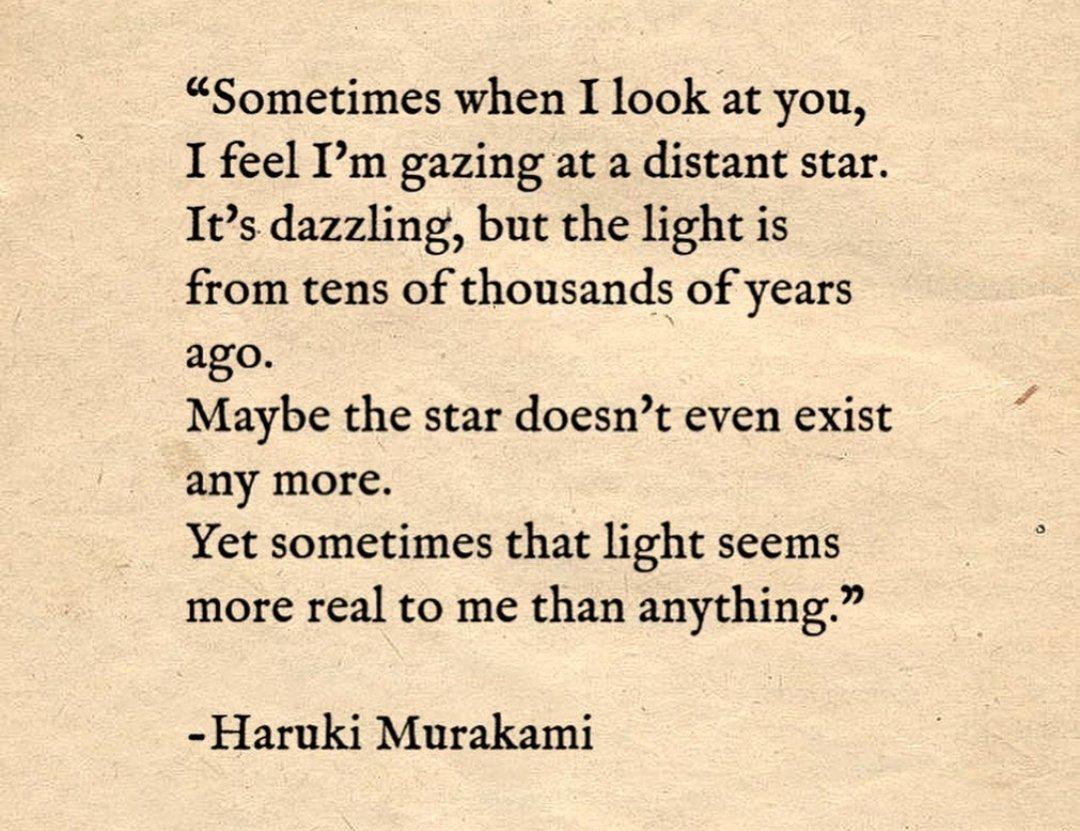 “Sometimes when I look at you,
I feel I’m gazing at a distant star.
It’s dazzling, but the light is
from tens of thousands of years
ago.
Maybe the star doesn’t even exist
any more.
Yet sometimes that light seems
more real to me than anything.”
-Haruki Murakami